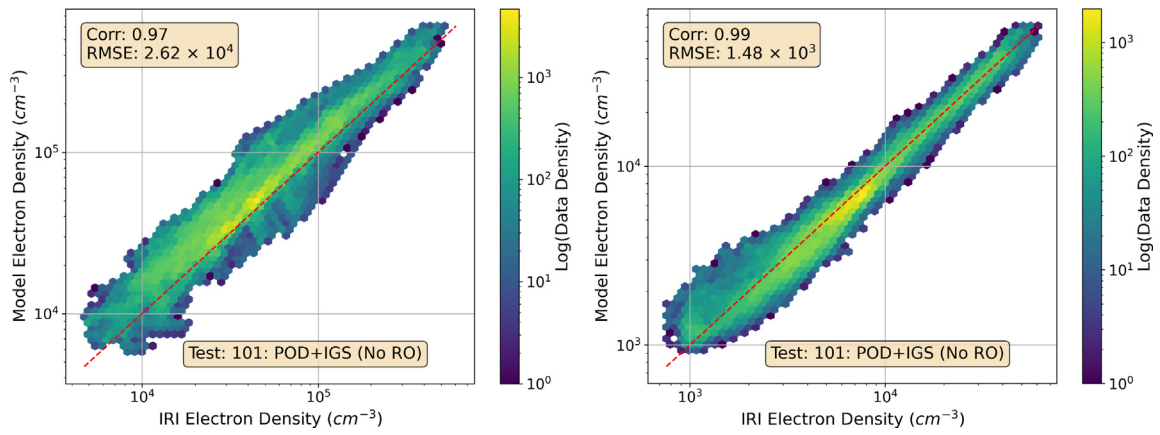 Corr: 0.97
RMSE: 2.62 × 10⁴
Test: 101: POD+IGS (No RO)
Model Electron Density (cm⁻³)
10⁵
10⁴
10⁴
10⁵
IRI Electron Density (cm⁻³)
10³
10²
10¹
10⁰
Log(Data Density)
Corr: 0.99
RMSE: 1.48 × 10³
Test: 101: POD+IGS (No RO)
Model Electron Density (cm⁻³)
10⁴
10³
10³
10⁴
IRI Electron Density (cm⁻³)
10³
10²
10¹
10⁰
Log(Data Density)